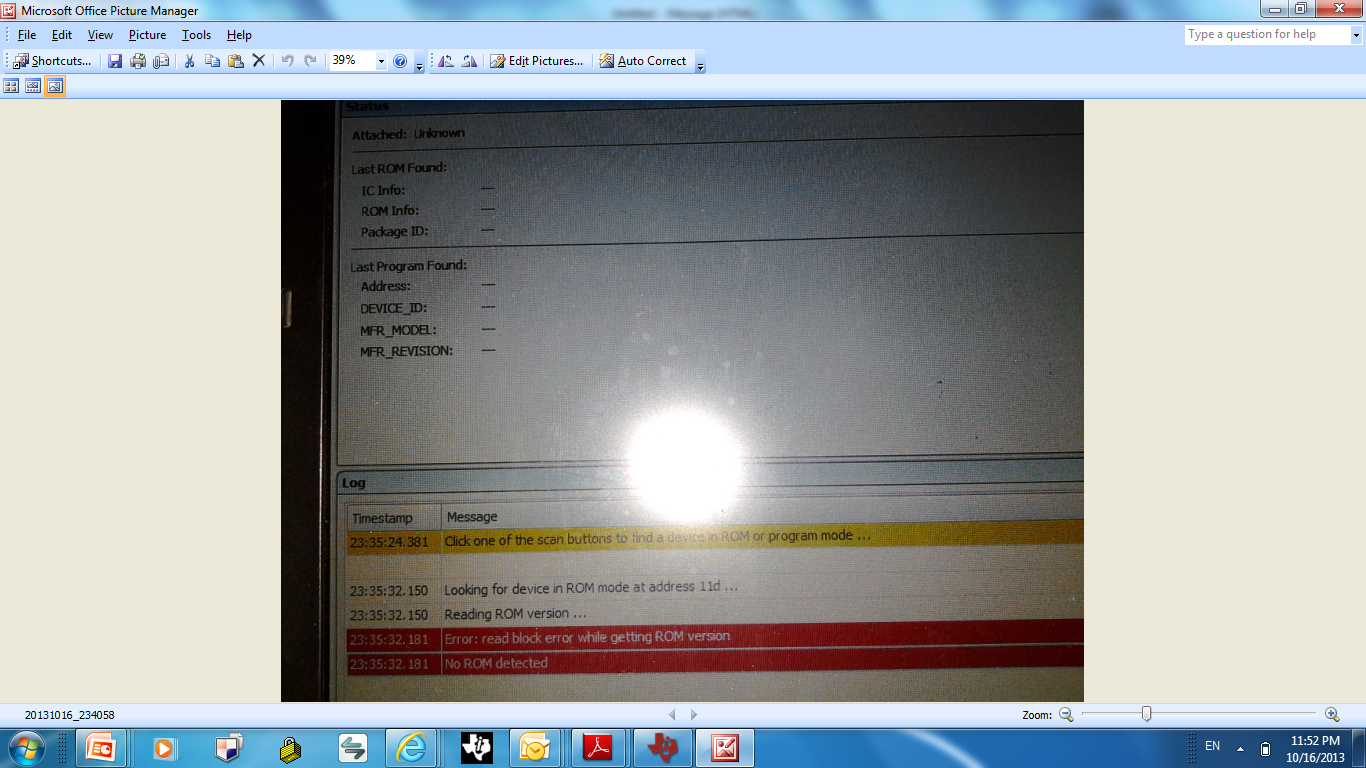 Microsoft Office Picture Manager
File Edit View Picture Tools Help
Type a question for help
Shortcuts... 39% Edit Pictures... Auto Correct
Status
Attached: Unknown
Last ROM Found:
IC Info: ---
ROM Info: ---
Package ID: ---
Last Program Found:
Address: ---
DEVICE_ID: ---
MFR_MODEL: ---
MFR_REVISION: ---
Log
Timestamp Message
23:35:24.381 Click one of the scan buttons to find a device in ROM or program mode ...
23:35:32.150 Looking for device in ROM mode at address 11d ...
23:35:32.150 Reading ROM version ...
23:35:32.181 Error: read block error while getting ROM version
23:35:32.181 No ROM detected
20131016_234058 Zoom:
EN 11:52 PM
10/16/2013